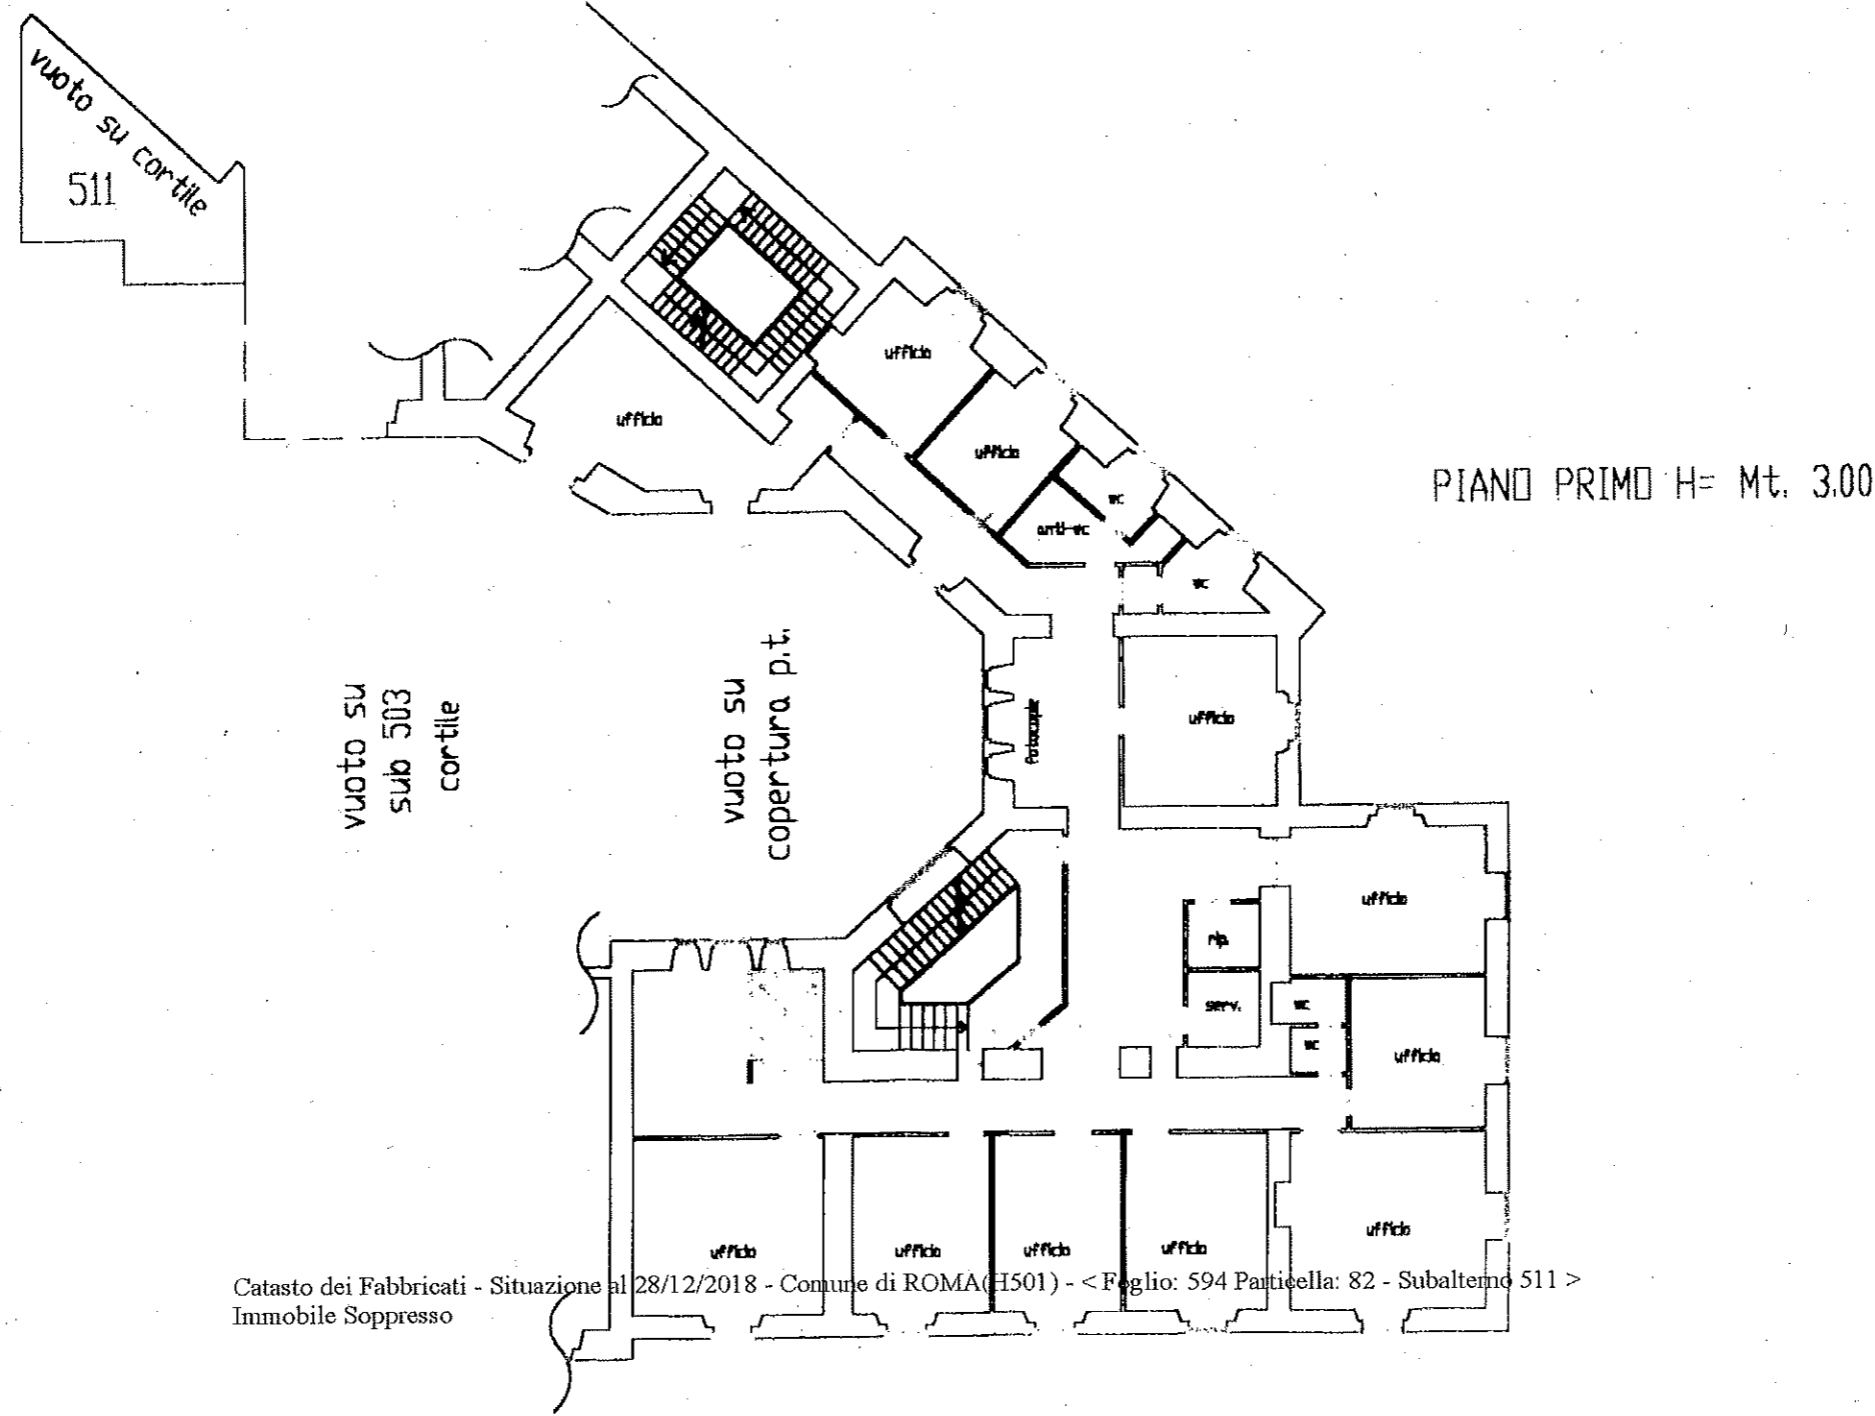 vuoto su cortile
511
ufficio
ufficio
ufficio
wc
anti-wc
wc
PIANO PRIMO H= Mt. 3.00
vuoto su
sub 503
cortile
vuoto su
copertura p.t.
fotocopie
ufficio
ufficio
rip.
serv.
wc
wc
ufficio
ufficio
ufficio
ufficio
ufficio
ufficio
Catasto dei Fabbricati - Situazione al 28/12/2018 - Comune di ROMA(H501) - < Foglio: 594 Particella: 82 - Subalterno 511 >
Immobile Soppresso